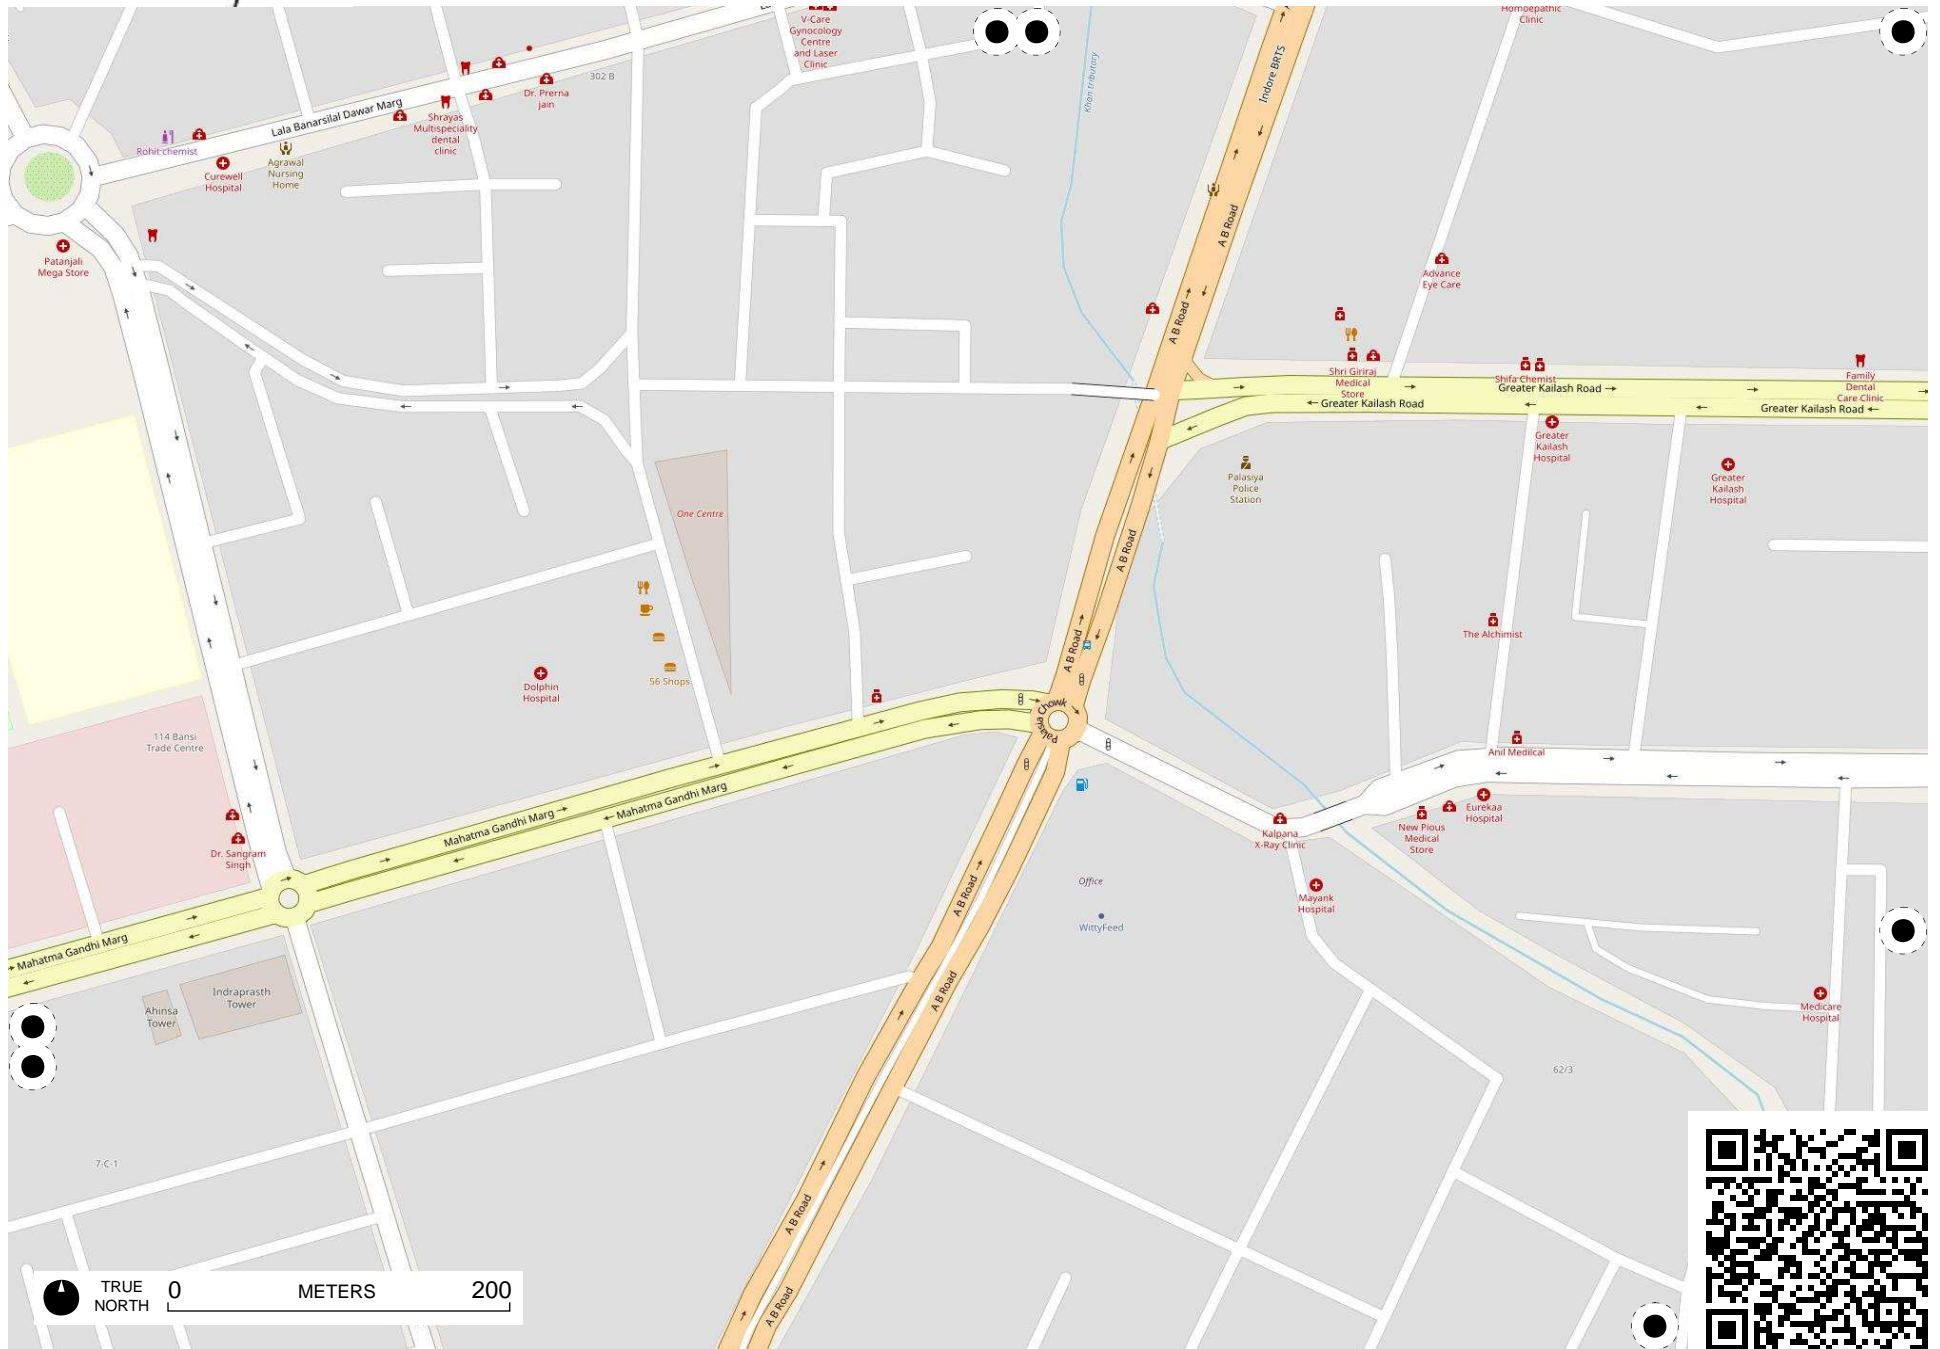 Homoepathic
Clinic
V-Care
Gynocology
Centre
and Laser
Clinic
302 B
Dr. Prerna
jain
Khan tributary
Indore BRTS
Lala Banarsilal Dawar Marg
Shrayas
Multispeciality
dental
clinic
Rohit chemist
Curewell
Hospital
Agrawal
Nursing
Home
A B Road
Patanjali
Mega Store
Advance
Eye Care
A B Road
Shri Giriraj
Medical
Store
Shifa Chemist
Greater Kailash Road
Greater Kailash Road
Family
Dental
Care Clinic
Greater Kailash Road
Greater
Kailash
Hospital
Palasiya
Police
Station
Greater
Kailash
Hospital
One Centre
A B Road
The Alchimist
A B Road
Dolphin
Hospital
56 Shops
Palasia Chowk
114 Bansi
Trade Centre
Anil Medilcal
Mahatma Gandhi Marg
Mahatma Gandhi Marg
Eurekaa
Hospital
New Pious
Medical
Store
Kalpana
X-Ray Clinic
Dr. Sangram
Singh
A B Road
Office
Mayank
Hospital
WittyFeed
Mahatma Gandhi Marg
Indraprasth
Tower
Ahinsa
Tower
A B Road
Medicare
Hospital
62/3
7-C-1
A B Road
A B Road
TRUE
NORTH
0 METERS 200